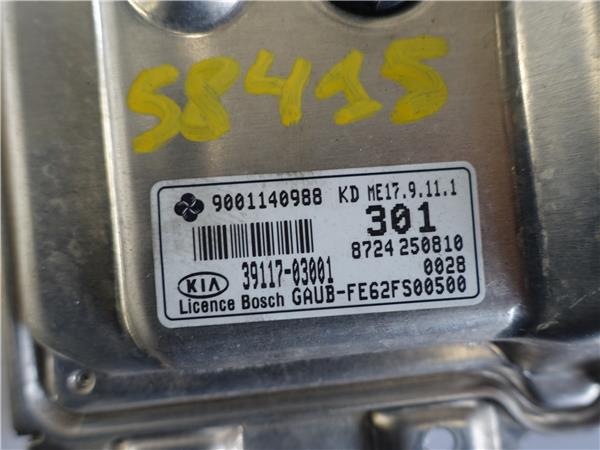 58415
9001140988 KD ME17.9.11.1
301
8724 250810
39117-03001 0028
KIA
Licence Bosch GAUB-FE62FS00500